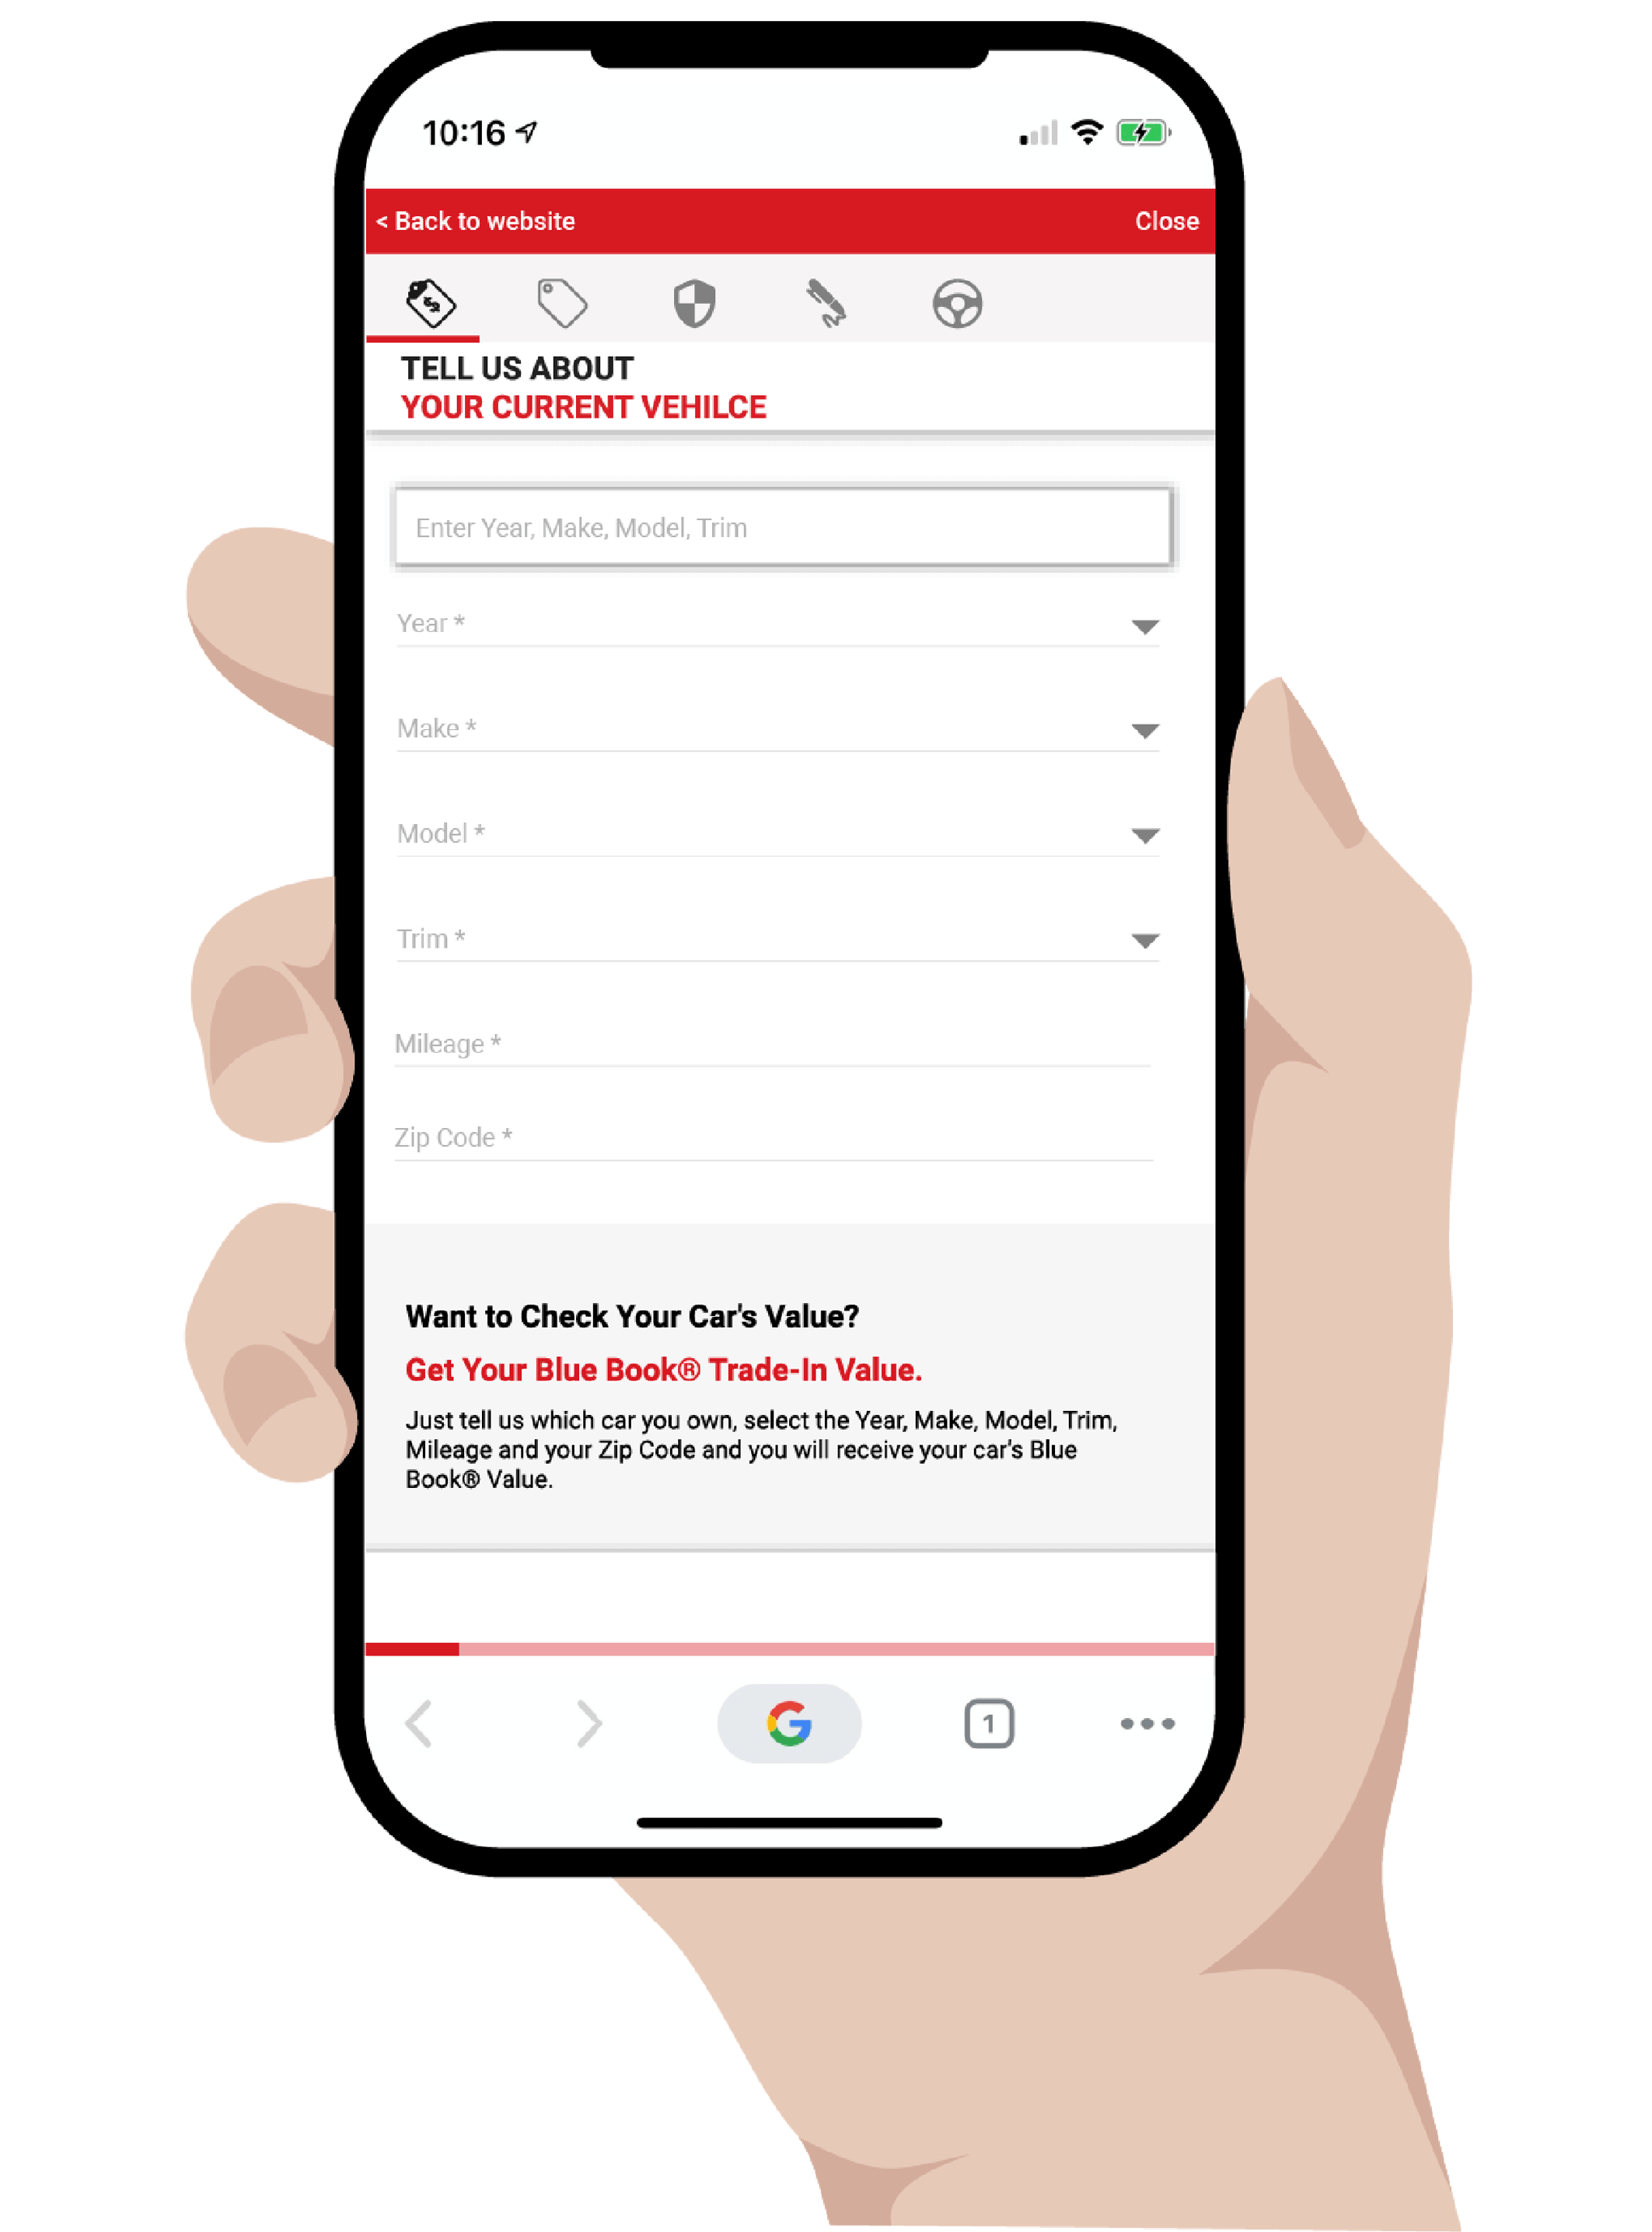 10:16
< Back to website Close
TELL US ABOUT
YOUR CURRENT VEHILCE
Enter Year, Make, Model, Trim
Year *
Make *
Model *
Trim *
Mileage *
Zip Code *
Want to Check Your Car's Value?
Get Your Blue Book® Trade-In Value.
Just tell us which car you own, select the Year, Make, Model, Trim,
Mileage and your Zip Code and you will receive your car's Blue
Book® Value.
G 1